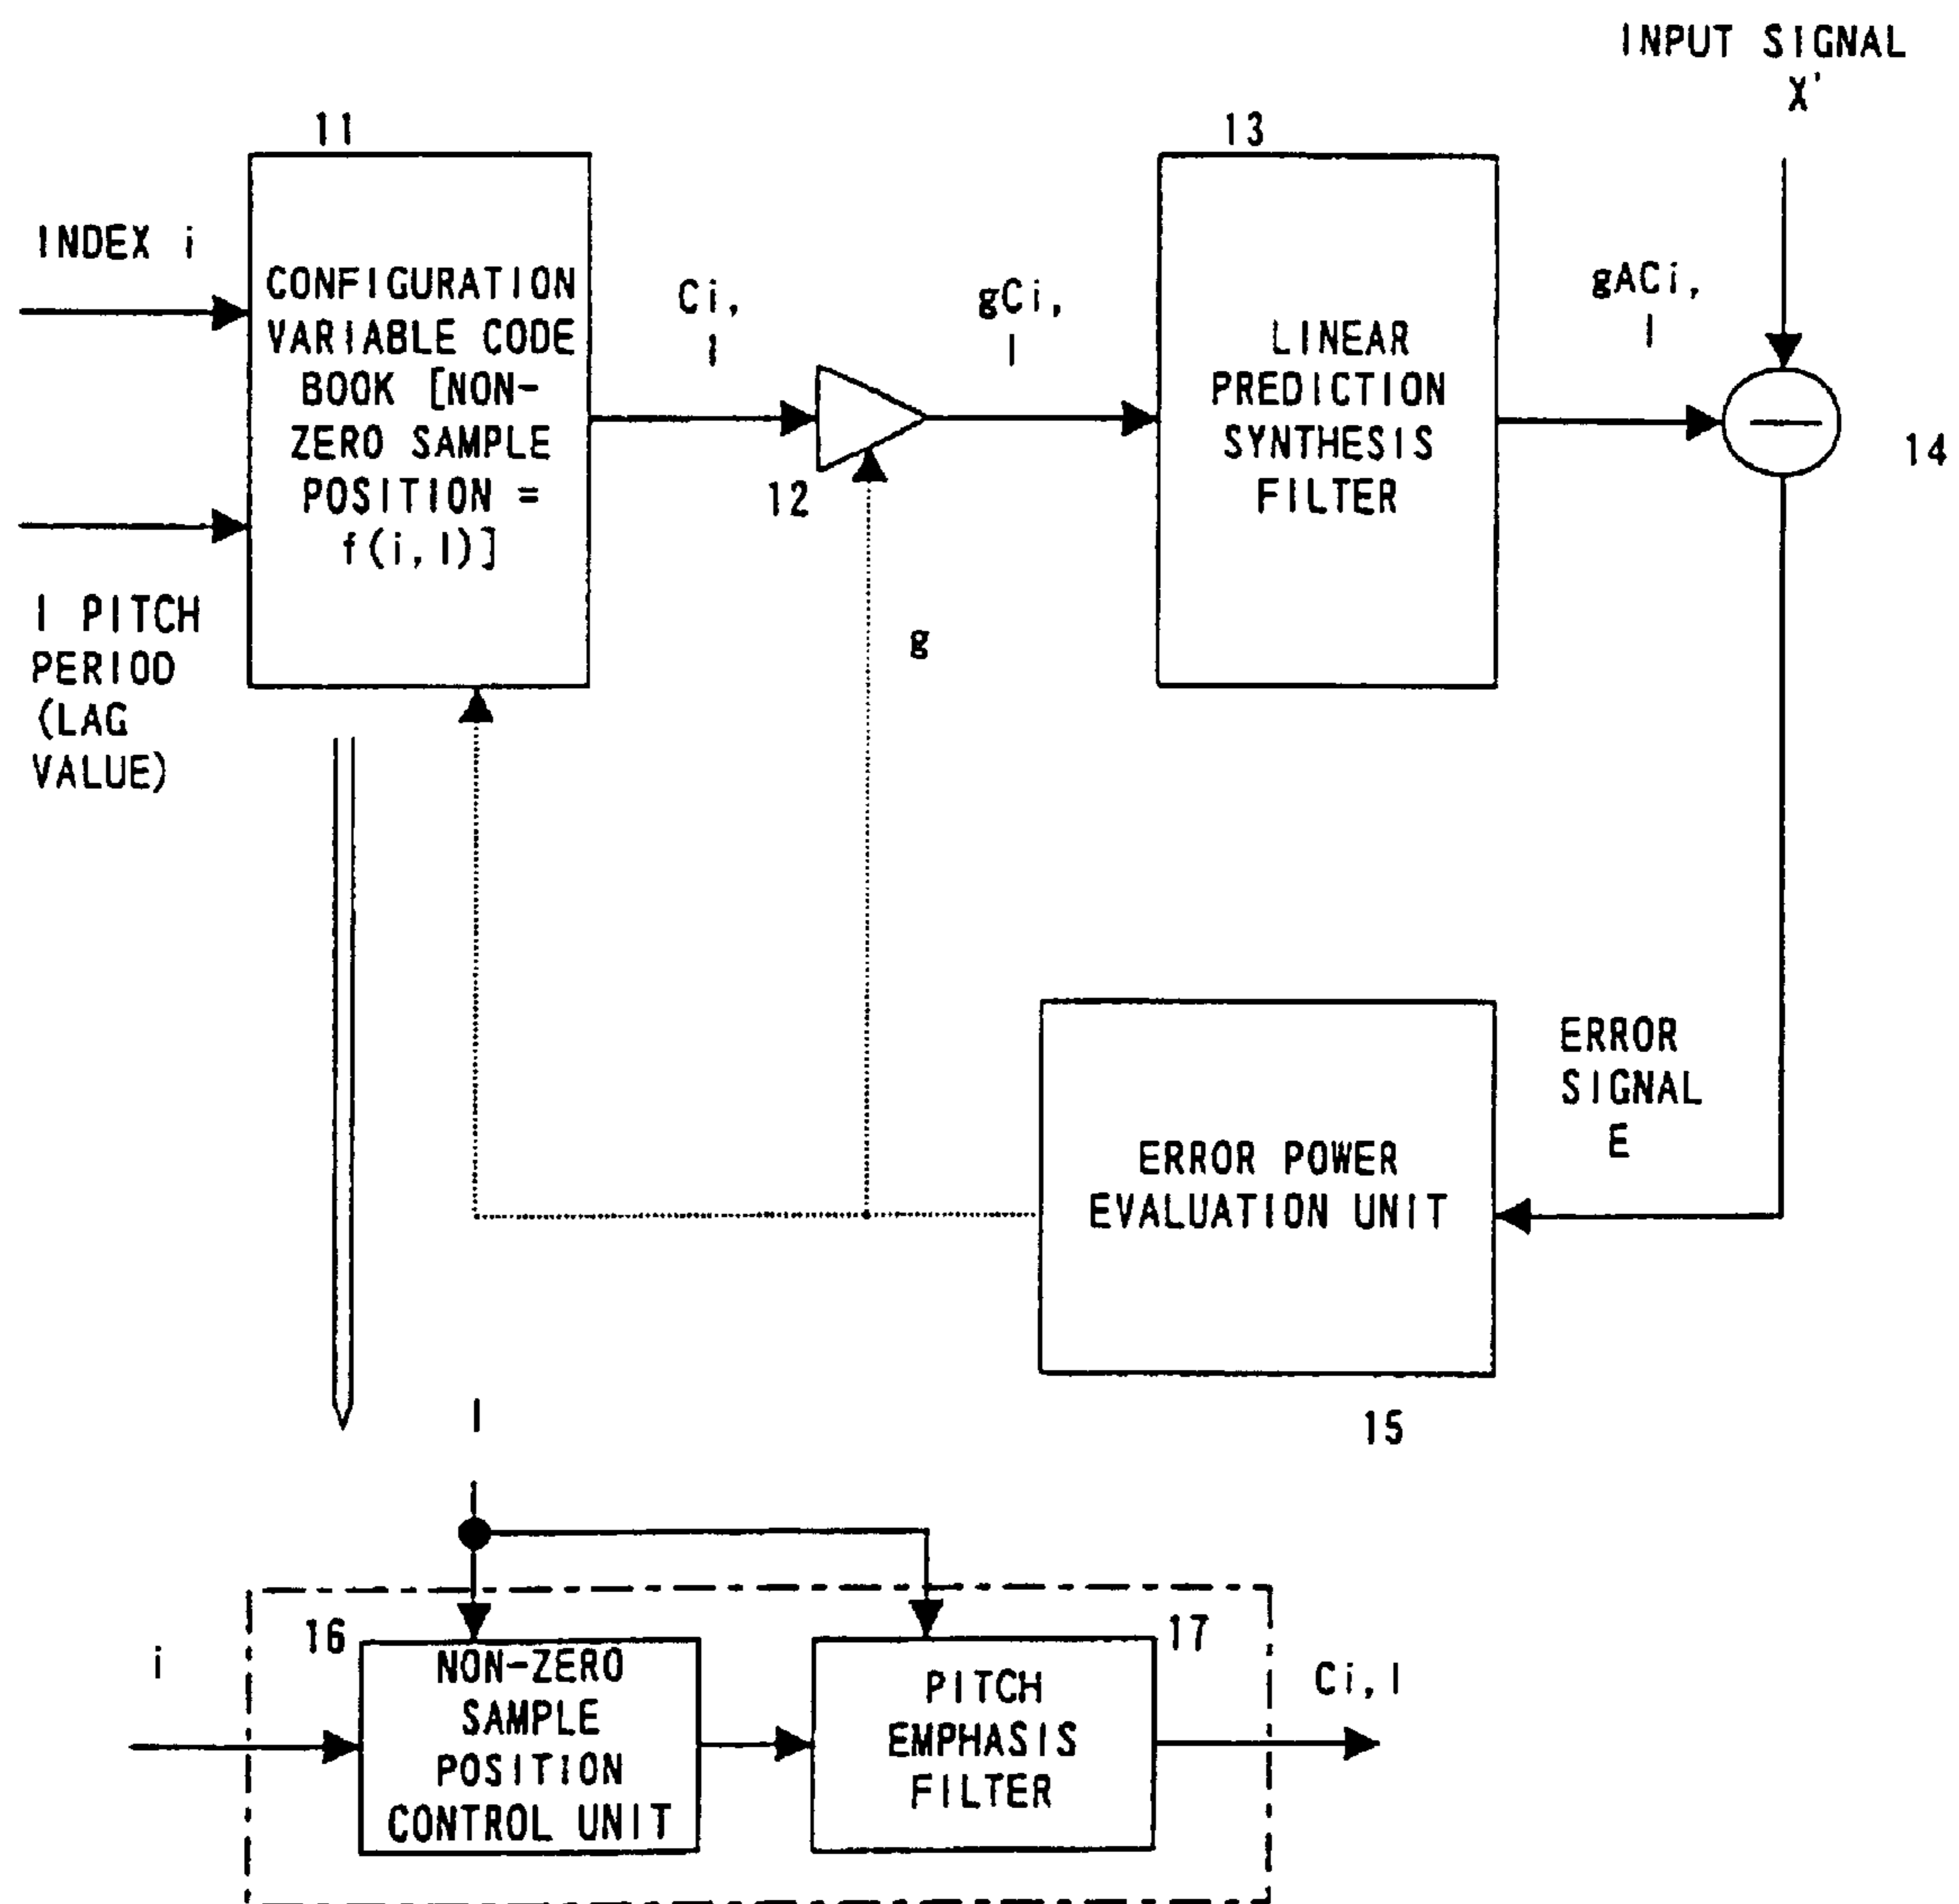 INPUT SIGNAL
X'
11
13
INDEX i
CONFIGURATION
VARIABLE CODE
BOOK [NON-
ZERO SAMPLE
POSITION =
f(i, l)]
Ci,
l
gCi,
l
LINEAR
PREDICTION
SYNTHESIS
FILTER
gACi,
l
14
12
l PITCH
PERIOD
(LAG
VALUE)
g
ERROR
SIGNAL
E
ERROR POWER
EVALUATION UNIT
15
l
16
17
i
NON-ZERO
SAMPLE
POSITION
CONTROL UNIT
PITCH
EMPHASIS
FILTER
Ci, l